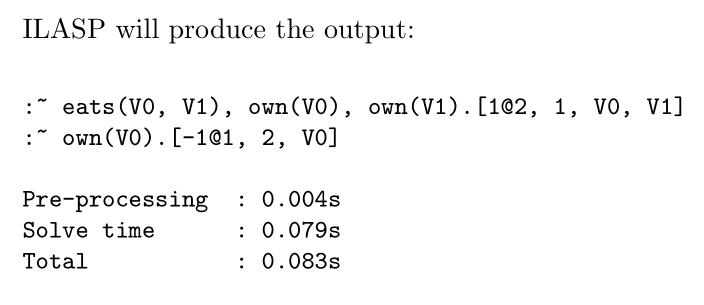 ILASP will produce the output:
:~ eats(V0, V1), own(V0), own(V1).[1@2, 1, V0, V1]
:~ own(V0).[-1@1, 2, V0]
Pre-processing : 0.004s
Solve time : 0.079s
Total : 0.083s